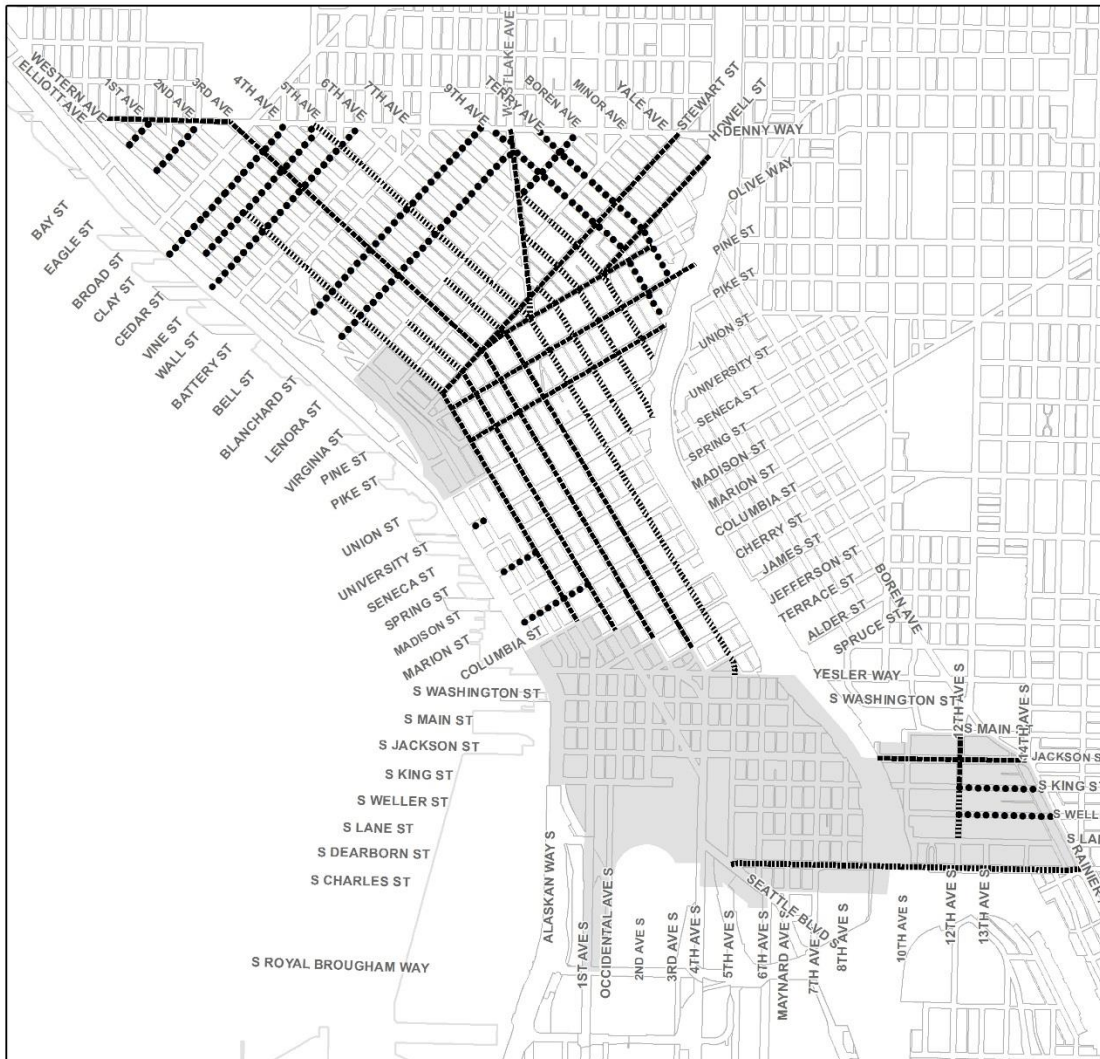 WESTLAKE AVE
WESTERN AVE
ELLIOTT AVE
1ST AVE
2ND AVE
3RD AVE
4TH AVE
5TH AVE
6TH AVE
7TH AVE
9TH AVE
TERRY AVE
BOREN AVE
MINOR AVE
YALE AVE
STEWART ST
HOWELL ST
DENNY WAY
OLIVE WAY
PINE ST
PIKE ST
UNION ST
UNIVERSITY ST
SENECA ST
SPRING ST
MADISON ST
MARION ST
COLUMBIA ST
CHERRY ST
JAMES ST
JEFFERSON ST
TERRACE ST
ALDER ST
SPRUCE ST
BOREN AVE
YESLER WAY
S WASHINGTON ST
BAY ST
EAGLE ST
BROAD ST
CLAY ST
CEDAR ST
VINE ST
WALL ST
BATTERY ST
BELL ST
BLANCHARD ST
LENORA ST
VIRGINIA ST
PINE ST
PIKE ST
UNION ST
UNIVERSITY ST
SENECA ST
SPRING ST
MADISON ST
MARION ST
COLUMBIA ST
S WASHINGTON ST
S MAIN ST
S JACKSON ST
S KING ST
S WELLER ST
S LANE ST
S DEARBORN ST
S CHARLES ST
S ROYAL BROUGHAM WAY
12TH AVE S
S MAIN
14TH AVE S
JACKSON S
S KING ST
S WELL
S LA
RAINIER
ALASKAN WAY S
1ST AVE S
OCCIDENTAL AVE S
2ND AVE S
3RD AVE S
4TH AVE S
5TH AVE S
6TH AVE S
MAYNARD AVE S
7TH AVE
8TH AVE S
SEATTLE BLVD S
10TH AVE S
12TH AVE S
13TH AVE S